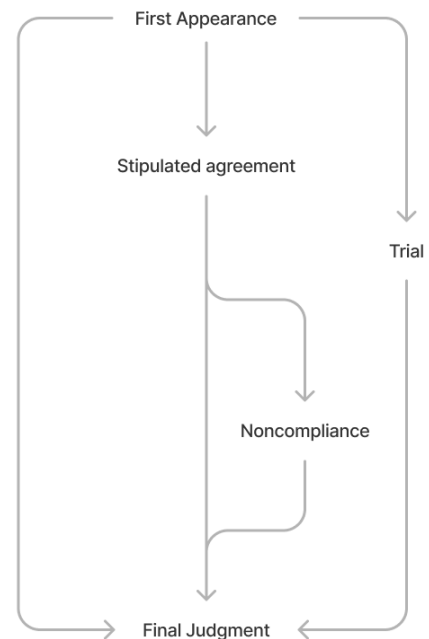 First Appearance
Stipulated agreement
Trial
Noncompliance
Final Judgment